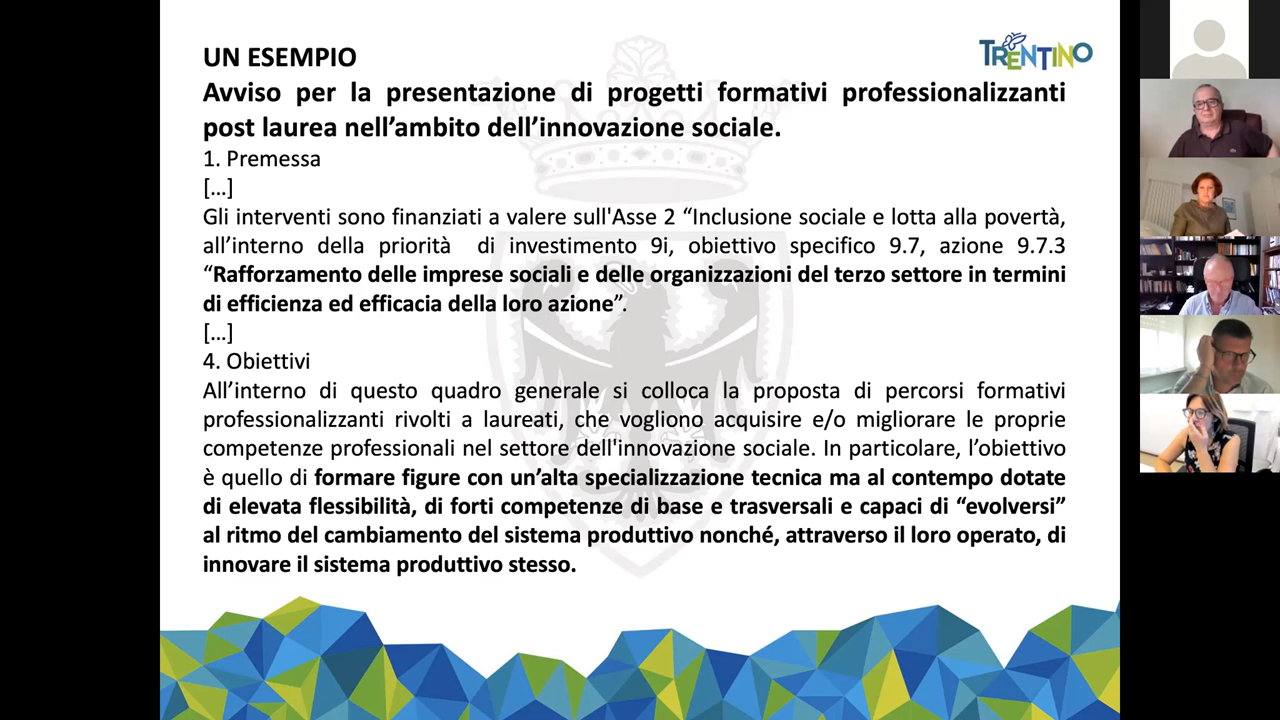 UN ESEMPIO
TRENTINO
Avviso per la presentazione di progetti formativi professionalizzanti
post laurea nell’ambito dell’innovazione sociale.
1. Premessa
[…]
Gli interventi sono finanziati a valere sull'Asse 2 “Inclusione sociale e lotta alla povertà,
all’interno della priorità di investimento 9i, obiettivo specifico 9.7, azione 9.7.3
“Rafforzamento delle imprese sociali e delle organizzazioni del terzo settore in termini
di efficienza ed efficacia della loro azione”.
[…]
4. Obiettivi
All’interno di questo quadro generale si colloca la proposta di percorsi formativi
professionalizzanti rivolti a laureati, che vogliono acquisire e/o migliorare le proprie
competenze professionali nel settore dell'innovazione sociale. In particolare, l’obiettivo
è quello di formare figure con un’alta specializzazione tecnica ma al contempo dotate
di elevata flessibilità, di forti competenze di base e trasversali e capaci di “evolversi”
al ritmo del cambiamento del sistema produttivo nonché, attraverso il loro operato, di
innovare il sistema produttivo stesso.